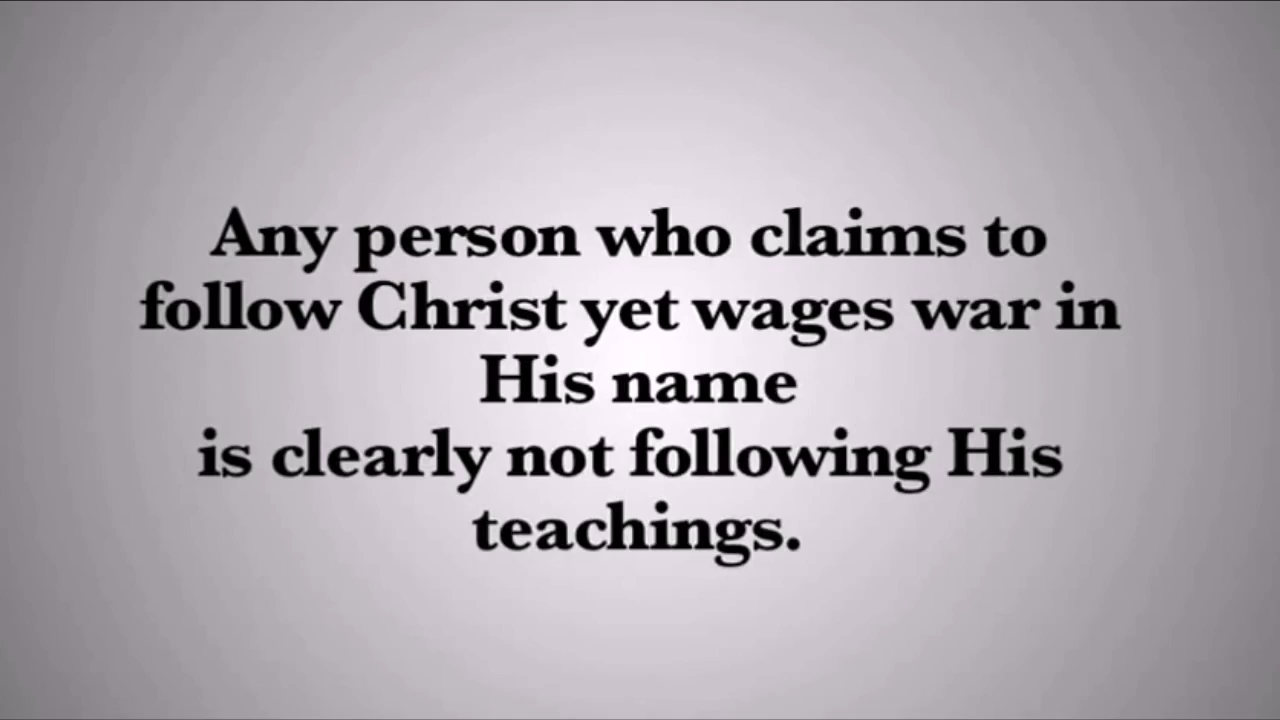 Any person who claims to
follow Christ yet wages war in
His name
is clearly not following His
teachings.